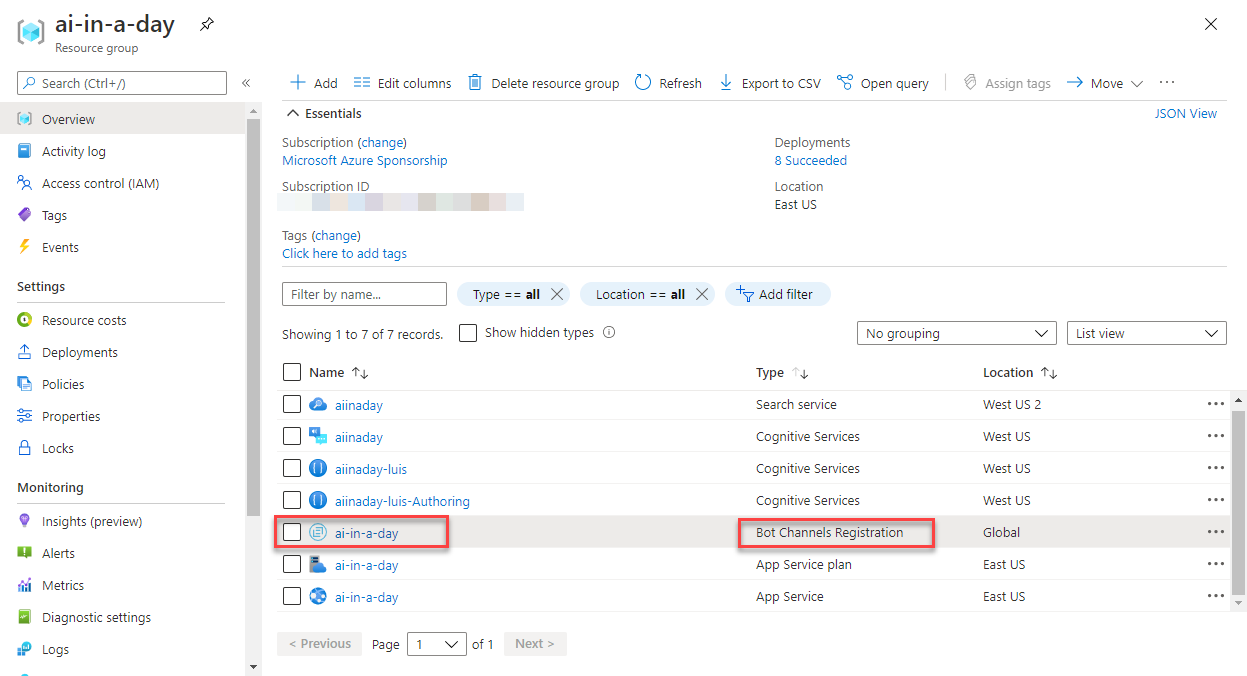 ai-in-a-day
Resource group
Search (Ctrl+/)
«
Overview
Activity log
Access control (IAM)
Tags
Events
Settings
Resource costs
Deployments
Policies
Properties
Locks
Monitoring
Insights (preview)
Alerts
Metrics
Diagnostic settings
Logs
Add Edit columns Delete resource group Refresh Export to CSV Open query Assign tags Move ···
Essentials JSON View
Subscription (change) Deployments
Microsoft Azure Sponsorship 8 Succeeded
Subscription ID Location
East US
Tags (change)
Click here to add tags
Filter by name... Type == all Location == all Add filter
Showing 1 to 7 of 7 records. Show hidden types No grouping List view
Name Type Location
aiinaday Search service West US 2 ···
aiinaday Cognitive Services West US ···
aiinaday-luis Cognitive Services West US ···
aiinaday-luis-Authoring Cognitive Services West US ···
ai-in-a-day Bot Channels Registration Global ···
ai-in-a-day App Service plan East US ···
ai-in-a-day App Service East US ···
< Previous Page 1 of 1 Next >